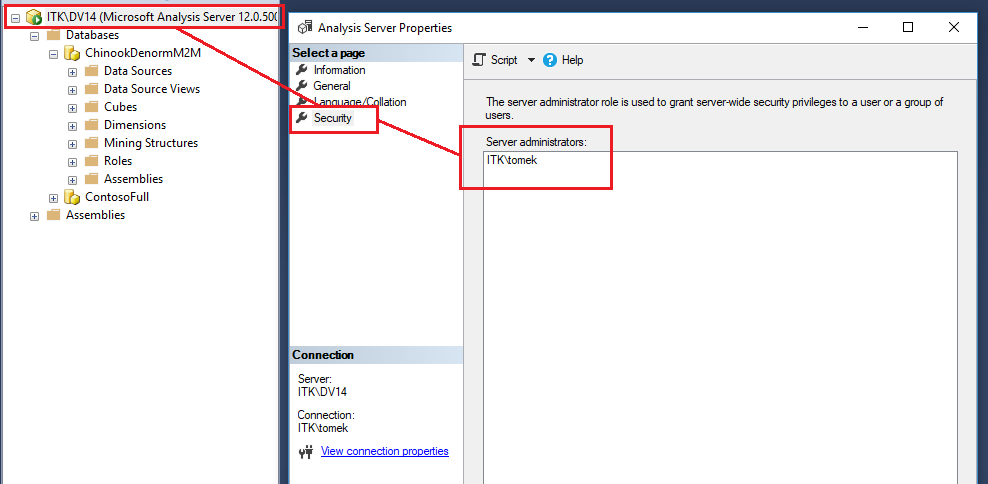 ITK\DV14 (Microsoft Analysis Server 12.0.500
Databases
ChinookDenormM2M
Data Sources
Data Source Views
Cubes
Dimensions
Mining Structures
Roles
Assemblies
ContosoFull
Assemblies
Analysis Server Properties
Select a page
Information
General
Language/Collation
Security
Script
Help
The server administrator role is used to grant server-wide security privileges to a user or a group of
users.
Server administrators:
ITK\tomek
Connection
Server:
ITK\DV14
Connection:
ITK\tomek
View connection properties